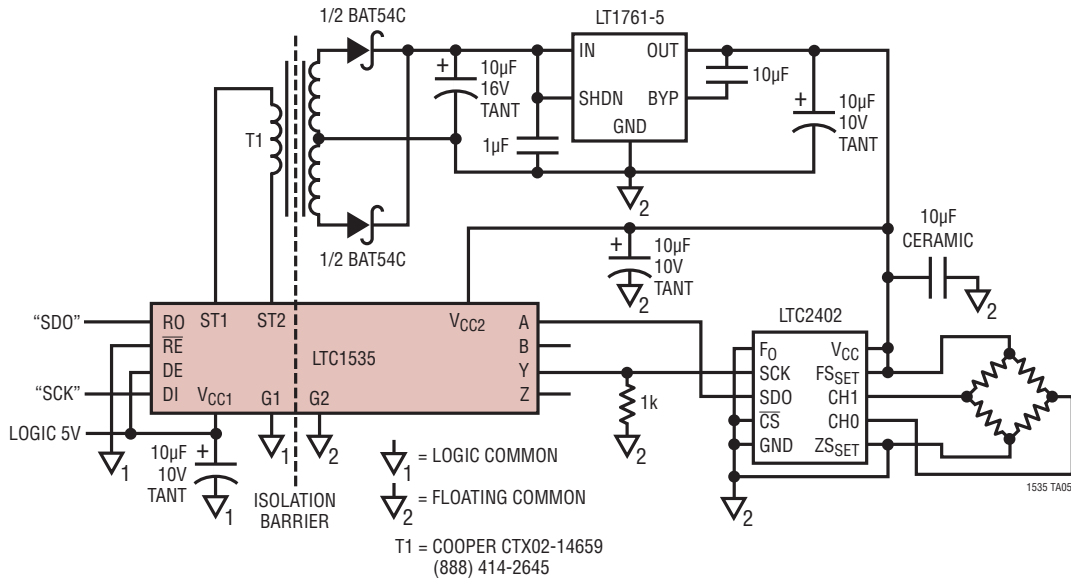 1/2 BAT54C
LT1761-5
IN
OUT
SHDN
BYP
GND
T1
+
10µF
16V
TANT
1µF
10µF
+
10µF
10V
TANT
2
1/2 BAT54C
+
10µF
10V
TANT
2
10µF
CERAMIC
2
"SDO"
"SCK"
LOGIC 5V
RO
ST1
ST2
VCC2
A
RE
LTC1535
B
DE
Y
DI
VCC1
G1
G2
Z
1
+
10µF
10V
TANT
1
1
2
ISOLATION
BARRIER
1k
2
LTC2402
FO
VCC
SCK
FSSET
SDO
CH1
CS
CH0
GND
ZSSET
2
1 = LOGIC COMMON
2 = FLOATING COMMON
T1 = COOPER CTX02-14659
(888) 414-2645
1535 TA05